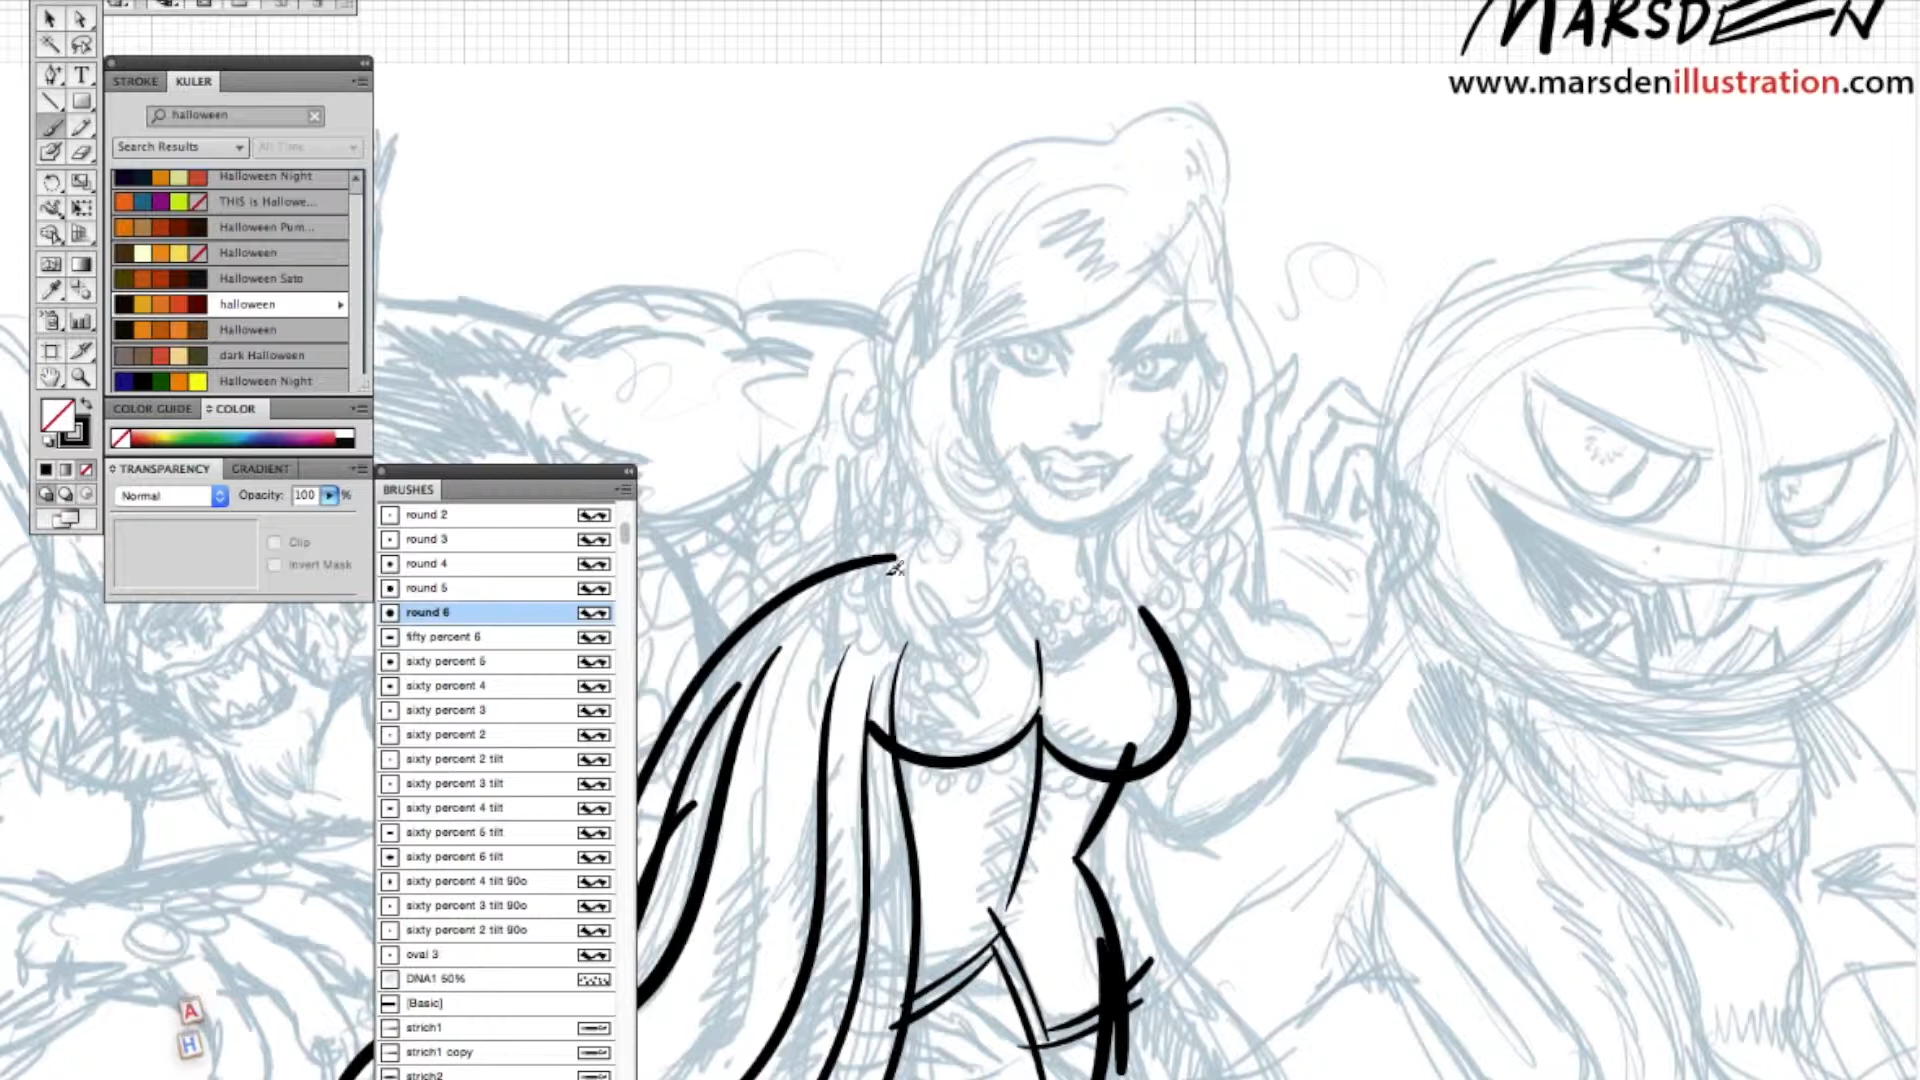 MARSDEN
www.marsdenillustration.com
STROKE
KULER
halloween
Search Results
All Time
Halloween Night
THIS is Hallowe...
Halloween Pum...
Halloween
Halloween Sato
halloween
Halloween
dark Halloween
Halloween Night
COLOR GUIDE
COLOR
TRANSPARENCY
GRADIENT
Normal
Opacity: 100 %
Clip
Invert Mask
BRUSHES
round 2
round 3
round 4
round 5
round 6
fifty percent 6
sixty percent 5
sixty percent 4
sixty percent 3
sixty percent 2
sixty percent 2 tilt
sixty percent 3 tilt
sixty percent 4 tilt
sixty percent 5 tilt
sixty percent 6 tilt
sixty percent 4 tilt 90o
sixty percent 3 tilt 90o
sixty percent 2 tilt 90o
oval 3
DNA1 50%
[Basic]
strich1
strich1 copy
strich2
A
H